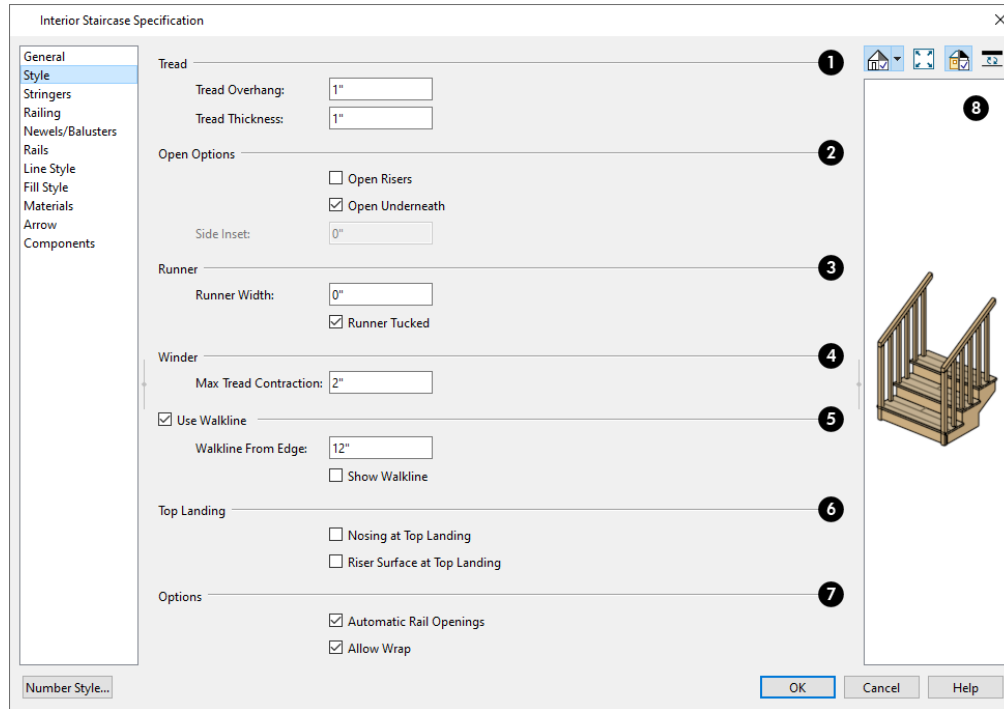 Interior Staircase Specification
General
Style
Stringers
Railing
Newels/Balusters
Rails
Line Style
Fill Style
Materials
Arrow
Components
Tread
1
Tread Overhang: 1"
Tread Thickness: 1"
Open Options
2
Open Risers
Open Underneath
Side Inset: 0"
Runner
3
Runner Width: 0"
Runner Tucked
Winder
4
Max Tread Contraction: 2"
Use Walkline
5
Walkline From Edge: 12"
Show Walkline
Top Landing
6
Nosing at Top Landing
Riser Surface at Top Landing
Options
7
Automatic Rail Openings
Allow Wrap
8
Number Style...
OK
Cancel
Help